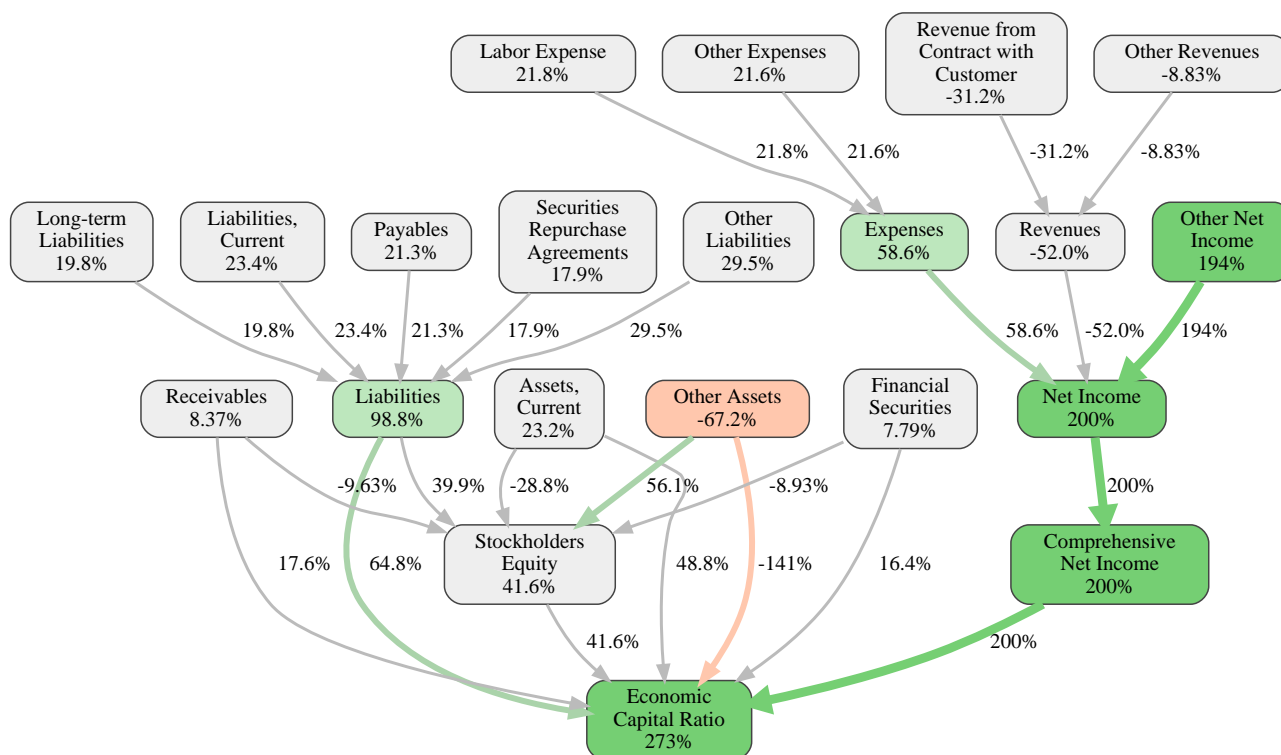 Labor Expense
21.8%
Other Expenses
21.6%
Revenue from
Contract with
Customer
-31.2%
Other Revenues
-8.83%
21.8%
21.6%
-31.2%
-8.83%
Long-term
Liabilities
19.8%
Liabilities,
Current
23.4%
Payables
21.3%
Securities
Repurchase
Agreements
17.9%
Other
Liabilities
29.5%
Expenses
58.6%
Revenues
-52.0%
Other Net
Income
194%
19.8%
23.4%
21.3%
17.9%
29.5%
58.6%
-52.0%
194%
Receivables
8.37%
Liabilities
98.8%
Assets,
Current
23.2%
Other Assets
-67.2%
Financial
Securities
7.79%
Net Income
200%
-9.63%
39.9%
-28.8%
56.1%
-8.93%
200%
Stockholders
Equity
41.6%
Comprehensive
Net Income
200%
17.6%
64.8%
48.8%
-141%
16.4%
41.6%
200%
Economic
Capital Ratio
273%